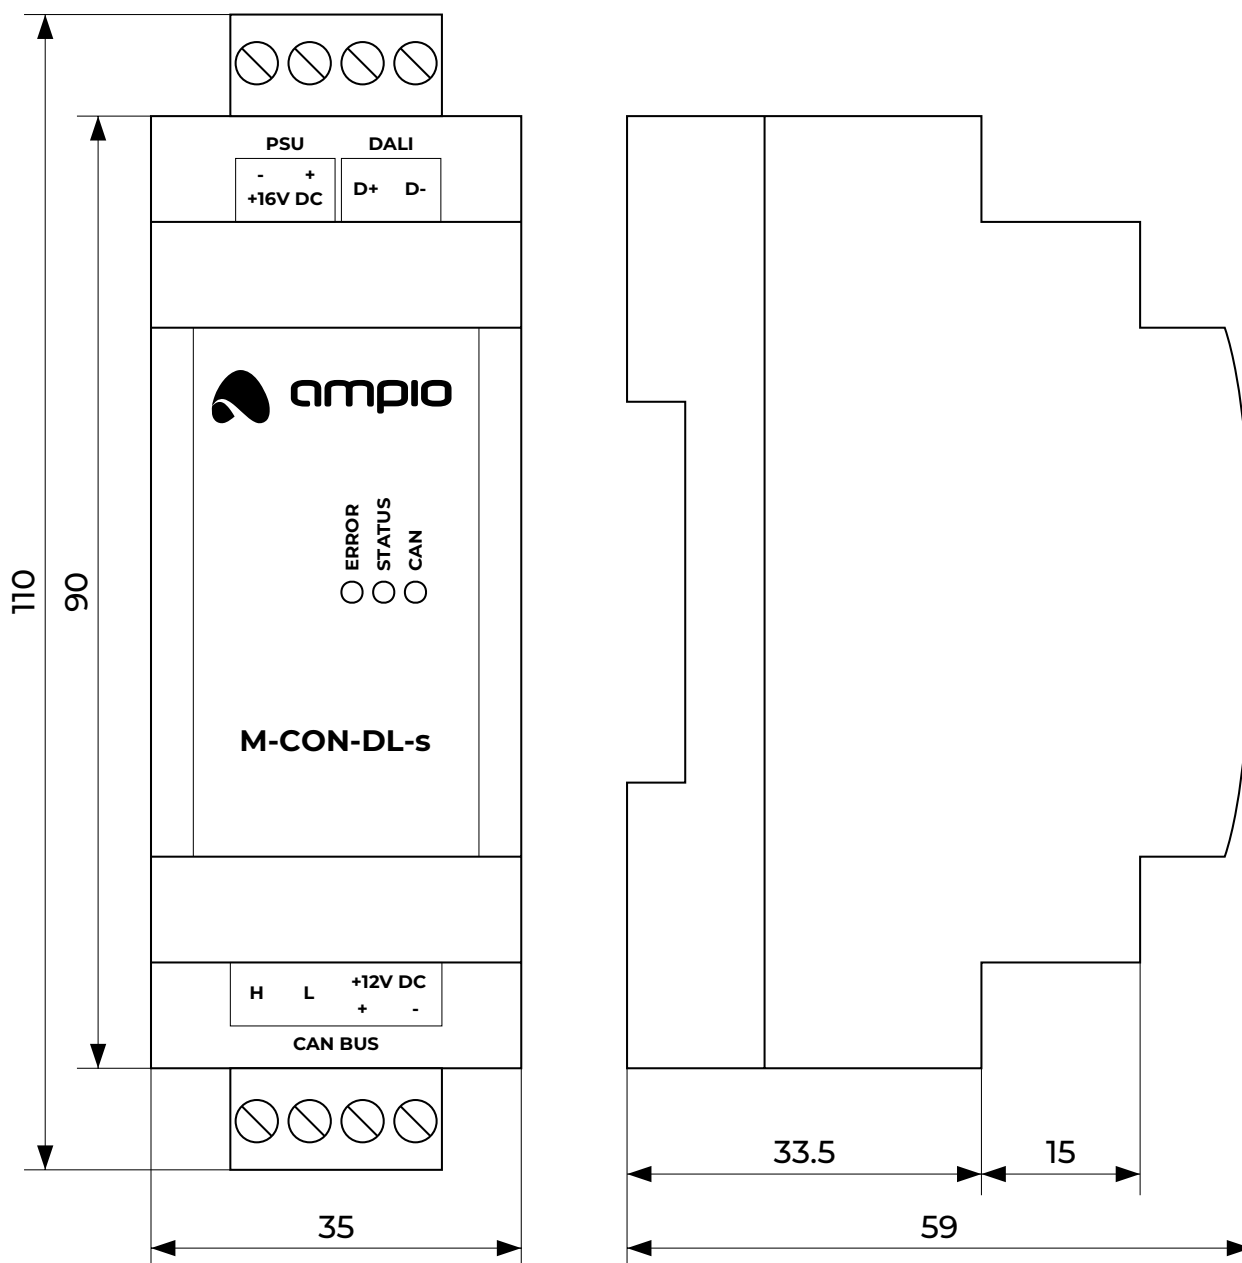 PSU DALI
- + D+ D-
+16V DC
ampio
ERROR
STATUS
CAN
110
90
M-CON-DL-s
H L +12V DC
+ -
CAN BUS
33.5 15
35 59